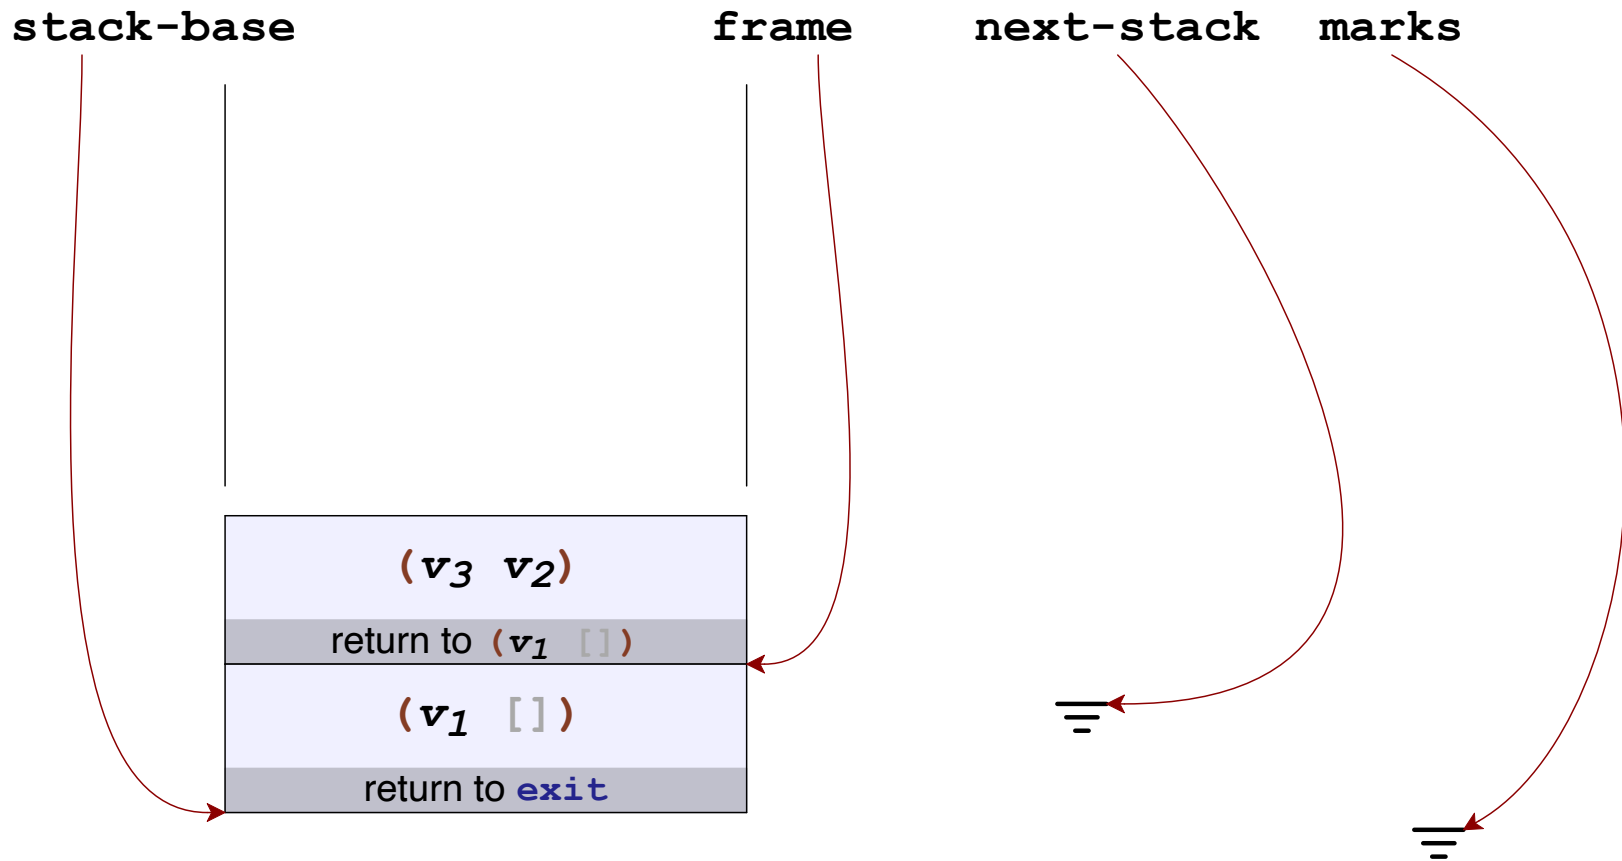 stack-base frame next-stack marks
(v3 v2)
return to (v1 [])
(v1 [])
return to exit